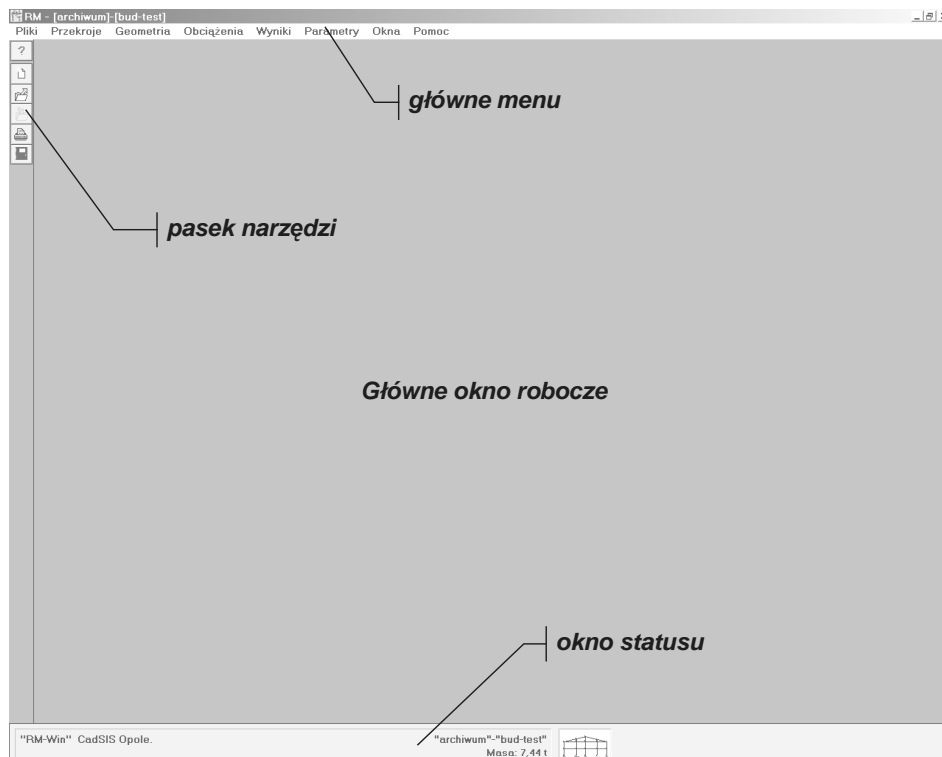 RM - [archiwum]-[bud-test]
Pliki Przekroje Geometria Obciążenia Wyniki Parametry Okna Pomoc
?
główne menu
pasek narzędzi
Główne okno robocze
okno statusu
"RM-Win" CadSIS Opole. "archiwum"-"bud-test"
Masa: 7,44 t